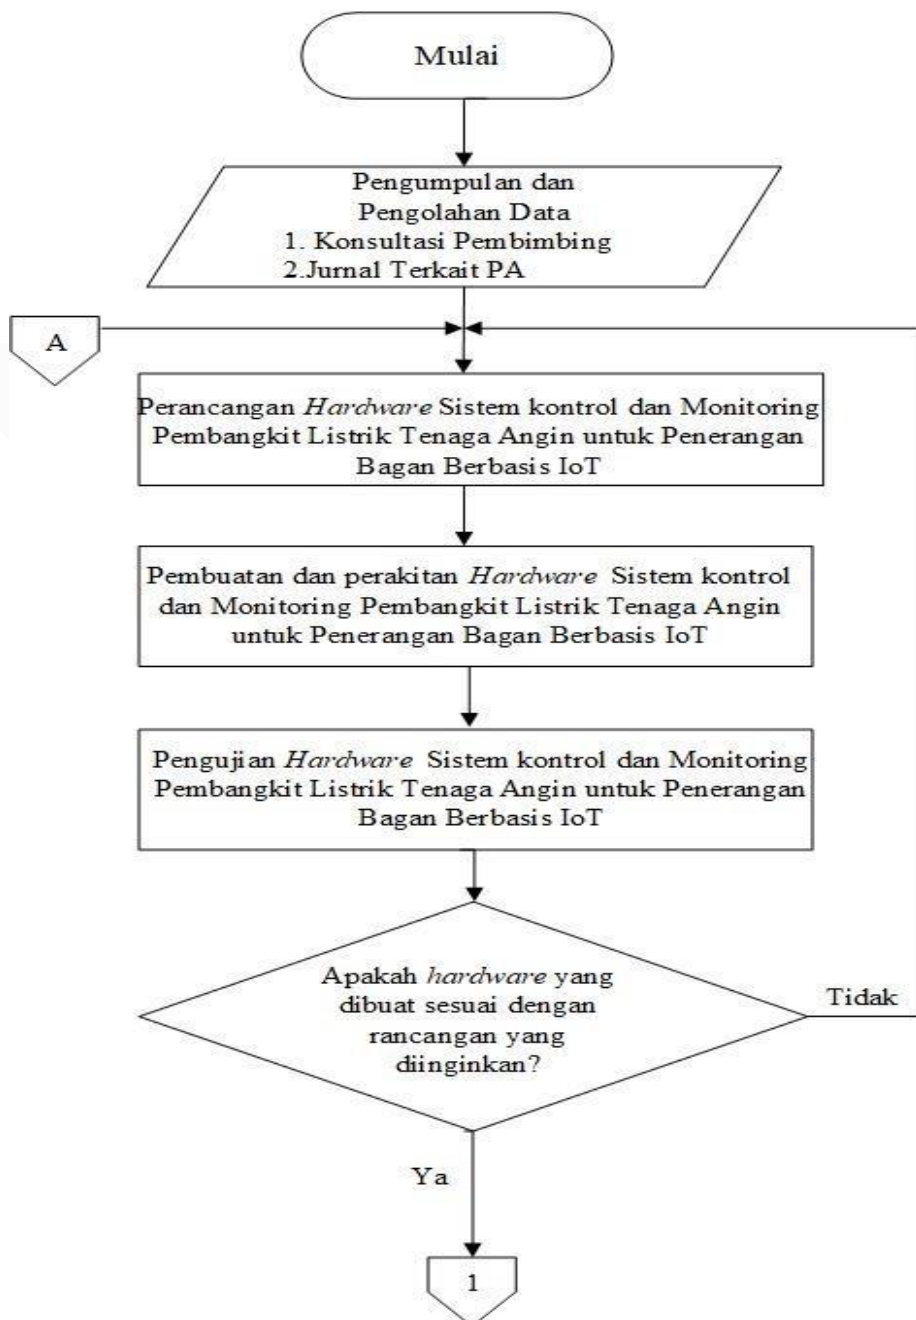 Mulai
Pengumpulan dan
Pengolahan Data
1. Konsultasi Pembimbing
2.Jurnal Terkait PA
A
Perancangan Hardware Sistem kontrol dan Monitoring
Pembangkit Listrik Tenaga Angin untuk Penerangan
Bagan Berbasis IoT
Pembuatan dan perakitan Hardware Sistem kontrol
dan Monitoring Pembangkit Listrik Tenaga Angin
untuk Penerangan Bagan Berbasis IoT
Pengujian Hardware Sistem kontrol dan Monitoring
Pembangkit Listrik Tenaga Angin untuk Penerangan
Bagan Berbasis IoT
Apakah hardware yang
dibuat sesuai dengan
rancangan yang
diinginkan?
Tidak
Ya
1